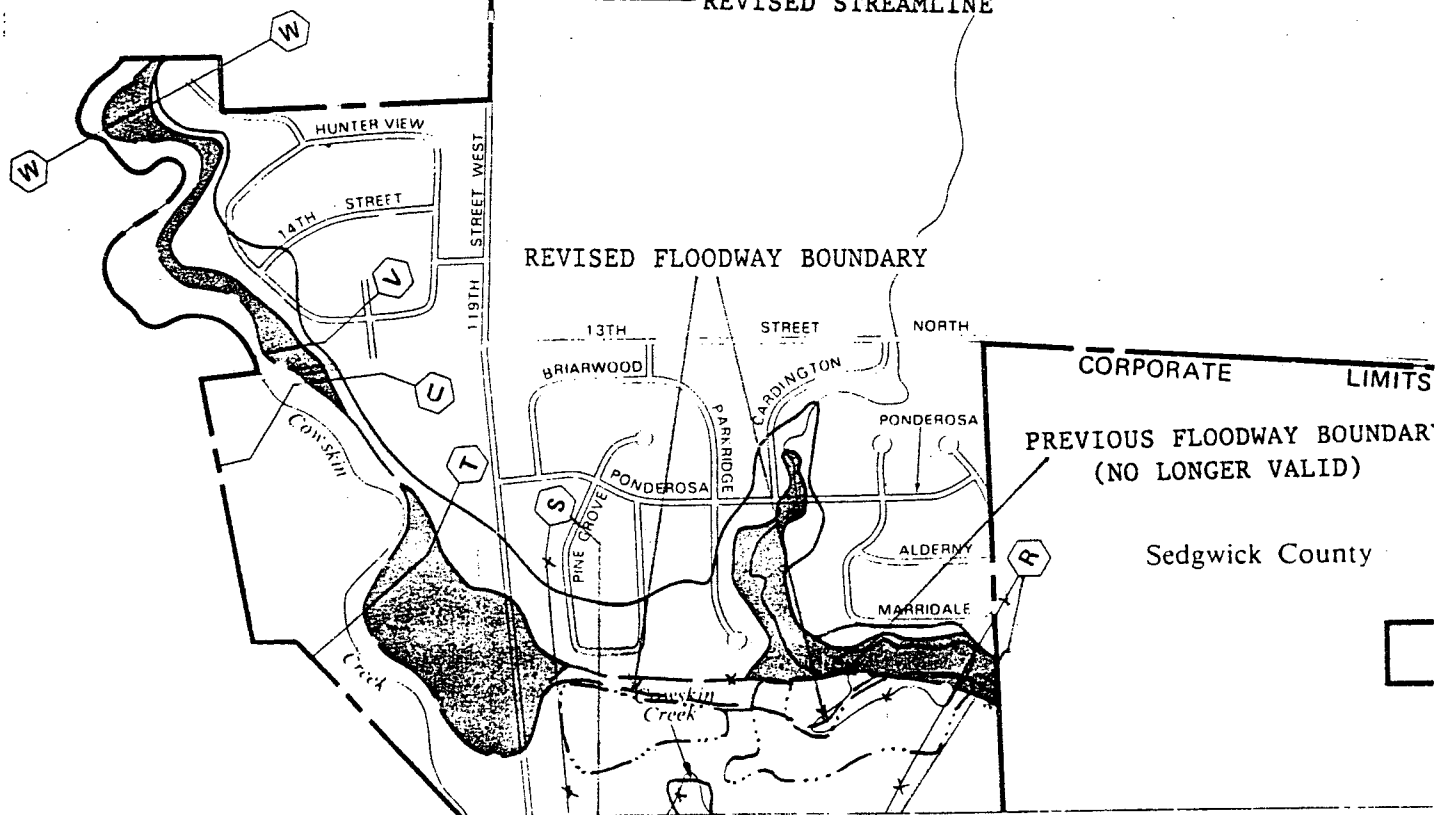 REVISED STREAMLINE
W
W
HUNTER VIEW
14TH STREET
119TH STREET WEST
V
REVISED FLOODWAY BOUNDARY
13TH STREET NORTH
BRIARWOOD
CARDINGTON
PARKRIDGE
PONDEROSA
CORPORATE LIMITS
U
Cowskin
Creek
PREVIOUS FLOODWAY BOUNDARY
(NO LONGER VALID)
T
S
PONDEROSA
PINE GROVE
ALDERNY
R
Sedgwick County
MARRIDALE
Cowskin
Creek